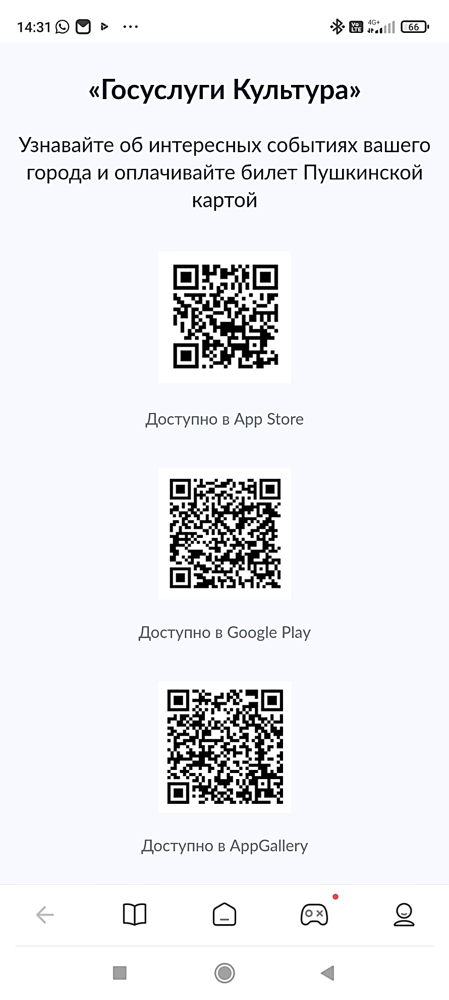 14:31
Vo LTE
4G+
66
«Госуслуги Культура»
Узнавайте об интересных событиях вашего
города и оплачивайте билет Пушкинской
картой
Доступно в App Store
Доступно в Google Play
Доступно в AppGallery